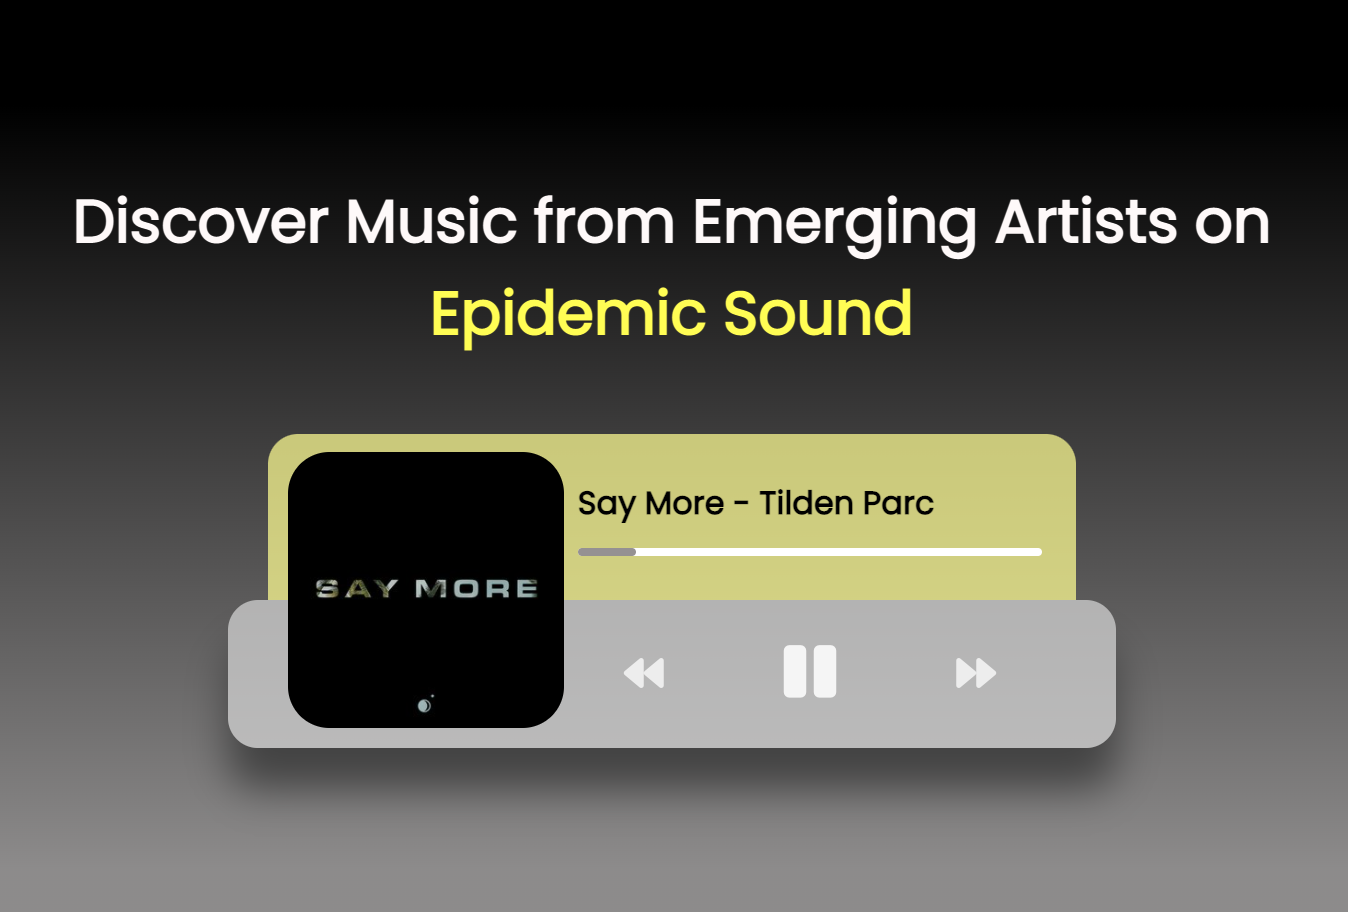 Discover Music from Emerging Artists on
Epidemic Sound
Say More - Tilden Parc
SAY MORE